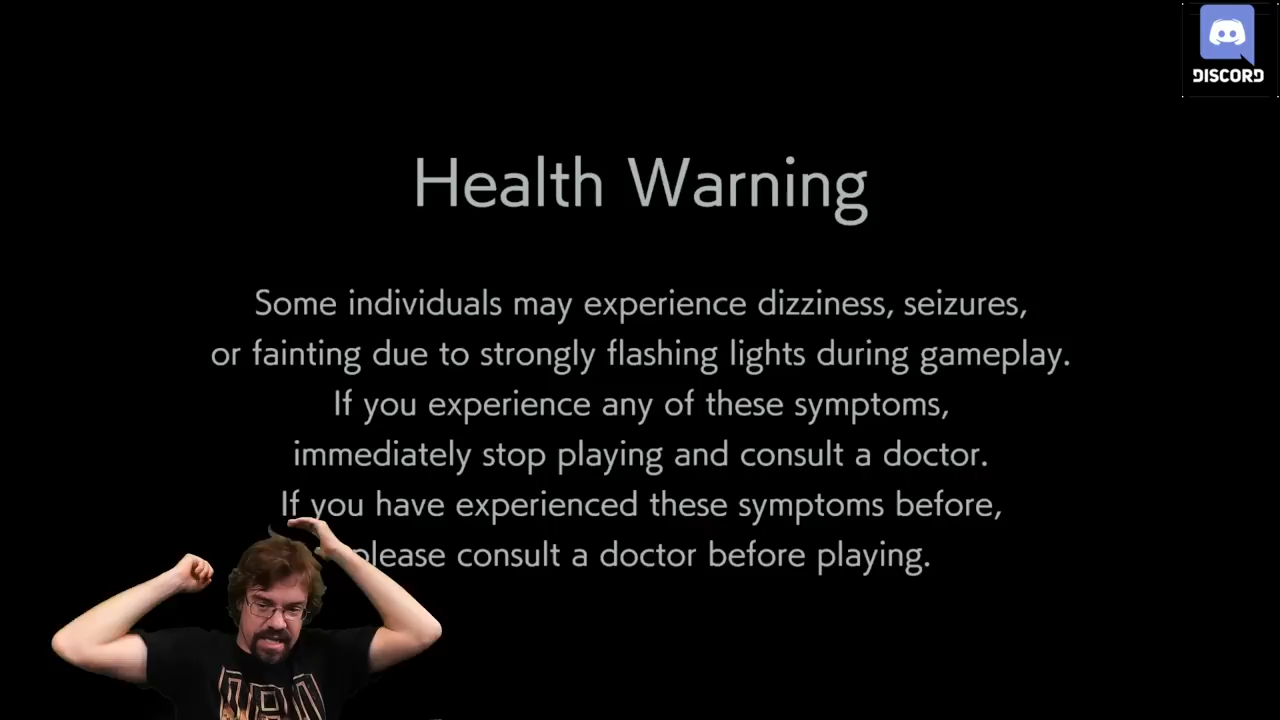 DISCORD
Health Warning
Some individuals may experience dizziness, seizures,
or fainting due to strongly flashing lights during gameplay.
If you experience any of these symptoms,
immediately stop playing and consult a doctor.
If you have experienced these symptoms before,
please consult a doctor before playing.